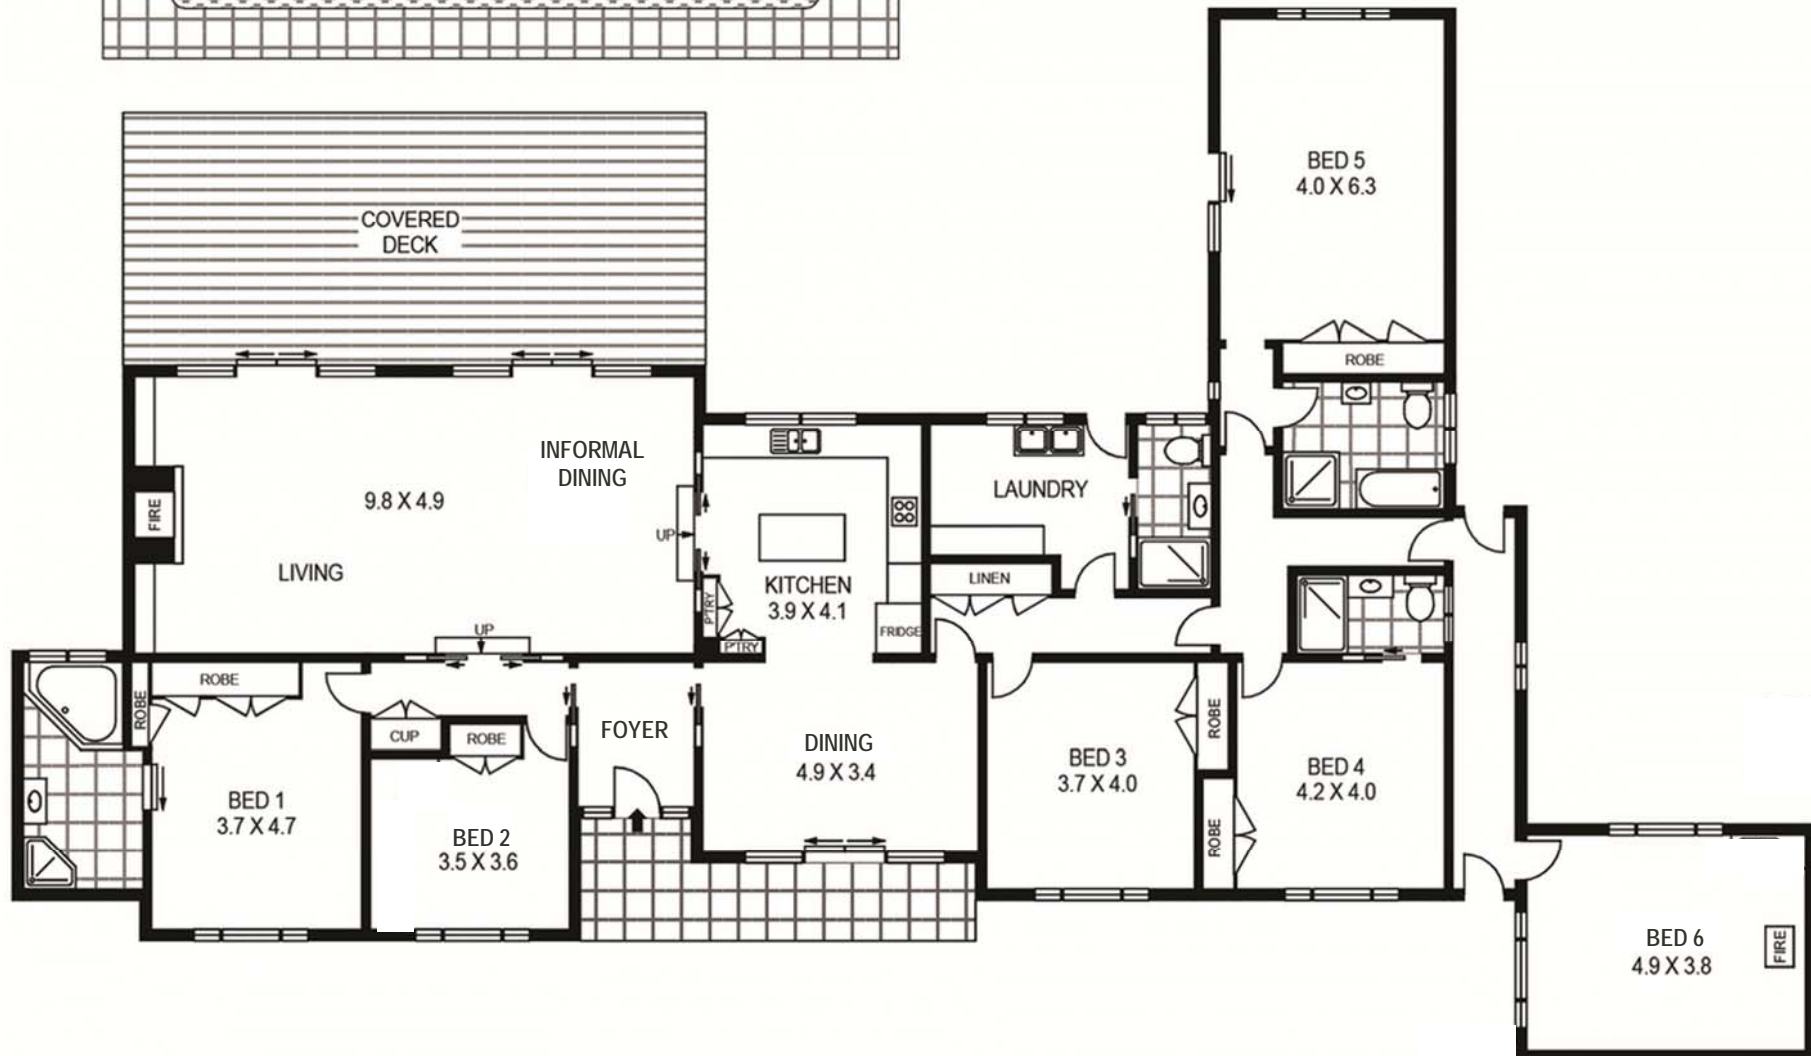 BED 5
4.0 X 6.3
COVERED
DECK
ROBE
INFORMAL
DINING
9.8 X 4.9
FIRE
UP
LIVING
UP
KITCHEN
3.9 X 4.1
PTRY
PTRY
FRIDGE
LAUNDRY
LINEN
ROBE
ROBE
CUP
ROBE
FOYER
BED 1
3.7 X 4.7
BED 2
3.5 X 3.6
DINING
4.9 X 3.4
BED 3
3.7 X 4.0
ROBE
ROBE
BED 4
4.2 X 4.0
BED 6
4.9 X 3.8
FIRE